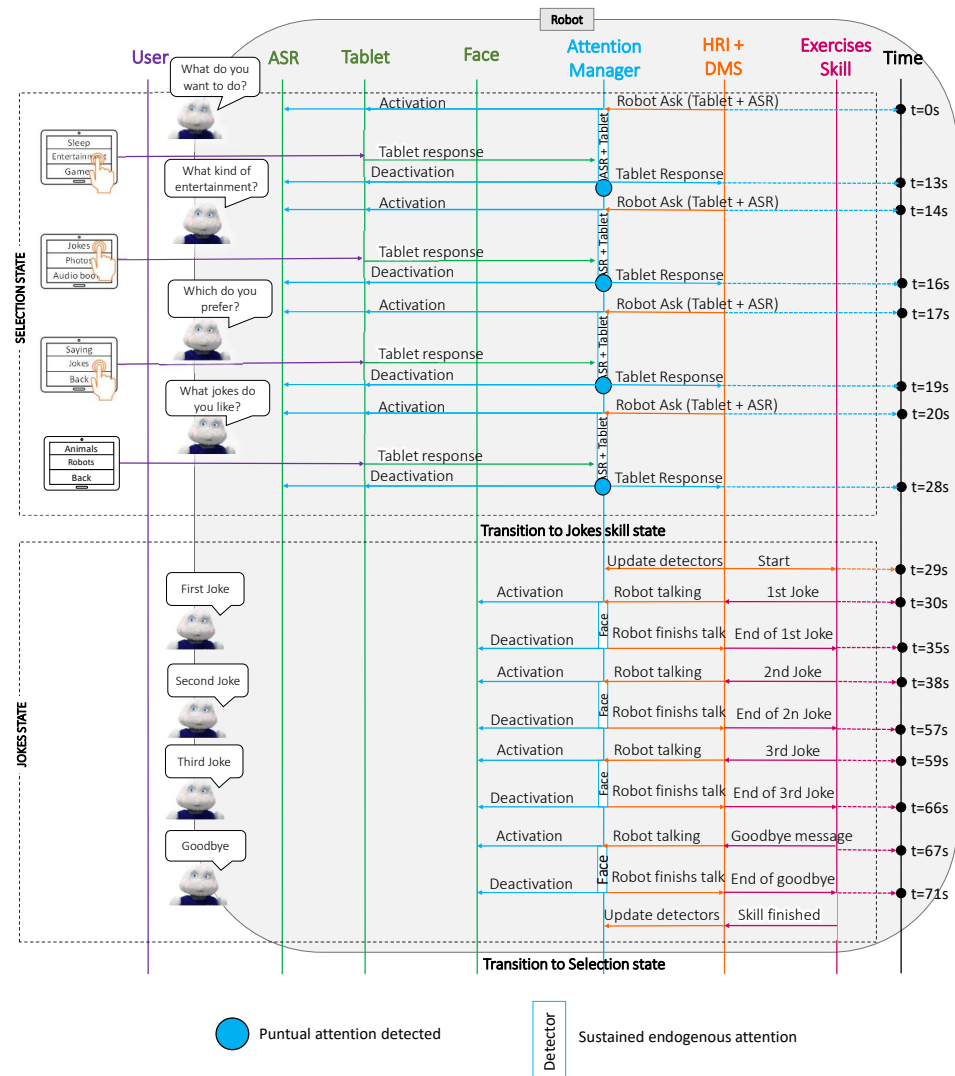 Robot
User
ASR
Tablet
Face
Attention
Manager
HRI +
DMS
Exercises
Skill
Time
What do you
want to do?
Activation
Robot Ask (Tablet + ASR)
t=0s
SELECTION STATE
Sleep
Entertainment
Game
ASR + Tablet
Tablet response
What kind of
entertainment?
Deactivation
Tablet Response
t=13s
Activation
Robot Ask (Tablet + ASR)
t=14s
Jokes
Photos
Audio boo
ASR + Tablet
Tablet response
Deactivation
Tablet Response
t=16s
Which do you
prefer?
Activation
Robot Ask (Tablet + ASR)
t=17s
Saying
Jokes
Back
ASR + Tablet
Tablet response
Deactivation
Tablet Response
t=19s
What jokes do
you like?
Activation
Robot Ask (Tablet + ASR)
t=20s
Animals
Robots
Back
ASR + Tablet
Tablet response
Deactivation
Tablet Response
t=28s
Transition to Jokes skill state
JOKES STATE
Update detectors
Start
t=29s
First Joke
Activation
Robot talking
1st Joke
t=30s
Face
Deactivation
Robot finishs talk
End of 1st Joke
t=35s
Second Joke
Activation
Robot talking
2nd Joke
t=38s
Face
Deactivation
Robot finishs talk
End of 2n Joke
t=57s
Third Joke
Activation
Robot talking
3rd Joke
t=59s
Face
Deactivation
Robot finishs talk
End of 3rd Joke
t=66s
Goodbye
Activation
Robot talking
Goodbye message
t=67s
Face
Deactivation
Robot finishs talk
End of goodbye
t=71s
Update detectors
Skill finished
Transition to Selection state
Puntual attention detected
Detector
Sustained endogenous attention